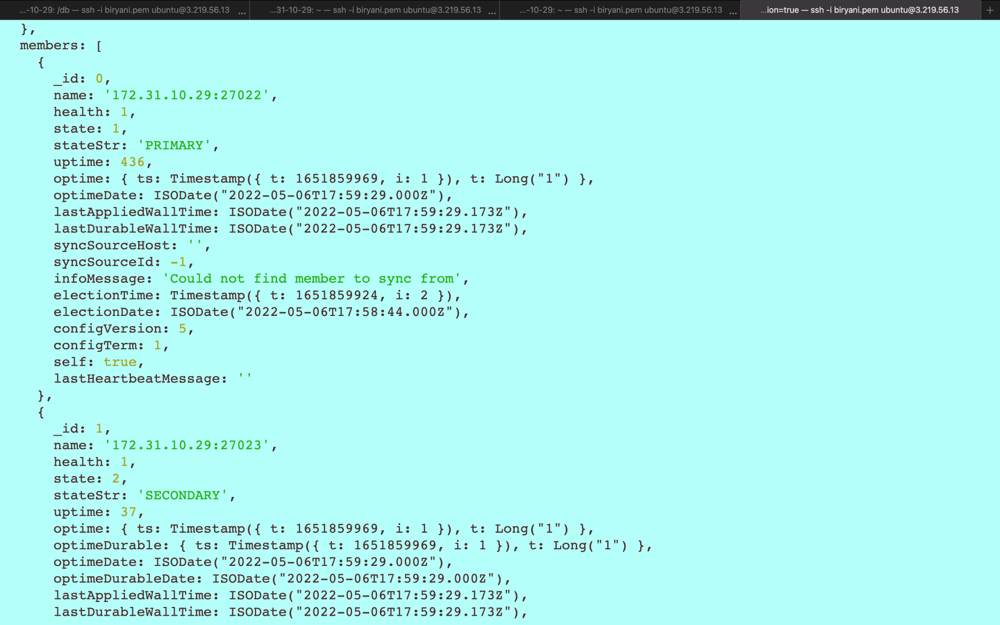 ...-10-29: /db — ssh -i biryani.pem ubuntu@3.219.56.13 ...
...31-10-29: ~ — ssh -i biryani.pem ubuntu@3.219.56.13 ...
...-10-29: ~ — ssh -i biryani.pem ubuntu@3.219.56.13 ...
...ion=true — ssh -i biryani.pem ubuntu@3.219.56.13 +
},
members: [
{
_id: 0,
name: '172.31.10.29:27022',
health: 1,
state: 1,
stateStr: 'PRIMARY',
uptime: 436,
optime: { ts: Timestamp({ t: 1651859969, i: 1 }), t: Long("1") },
optimeDate: ISODate("2022-05-06T17:59:29.000Z"),
lastAppliedWallTime: ISODate("2022-05-06T17:59:29.173Z"),
lastDurableWallTime: ISODate("2022-05-06T17:59:29.173Z"),
syncSourceHost: '',
syncSourceId: -1,
infoMessage: 'Could not find member to sync from',
electionTime: Timestamp({ t: 1651859924, i: 2 }),
electionDate: ISODate("2022-05-06T17:58:44.000Z"),
configVersion: 5,
configTerm: 1,
self: true,
lastHeartbeatMessage: ''
},
{
_id: 1,
name: '172.31.10.29:27023',
health: 1,
state: 2,
stateStr: 'SECONDARY',
uptime: 37,
optime: { ts: Timestamp({ t: 1651859969, i: 1 }), t: Long("1") },
optimeDurable: { ts: Timestamp({ t: 1651859969, i: 1 }), t: Long("1") },
optimeDate: ISODate("2022-05-06T17:59:29.000Z"),
optimeDurableDate: ISODate("2022-05-06T17:59:29.000Z"),
lastAppliedWallTime: ISODate("2022-05-06T17:59:29.173Z"),
lastDurableWallTime: ISODate("2022-05-06T17:59:29.173Z"),